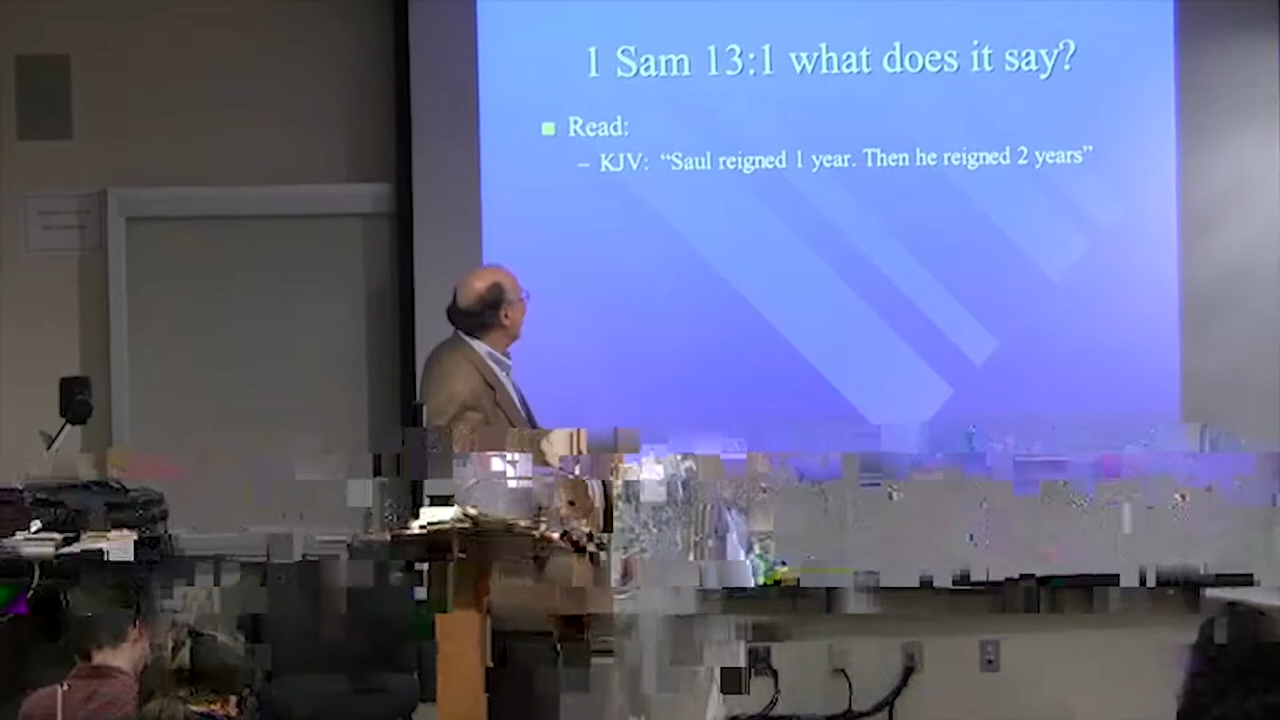 1 Sam 13:1 what does it say?
Read:
– KJV: “Saul reigned 1 year. Then he reigned 2 years”